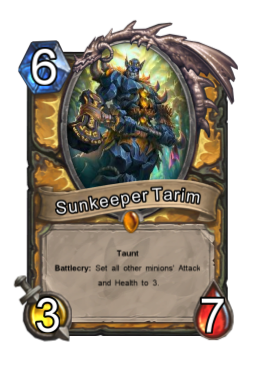 6
Sunkeeper Tarim
Taunt
Battlecry: Set all other minions' Attack
and Health to 3.
3
7